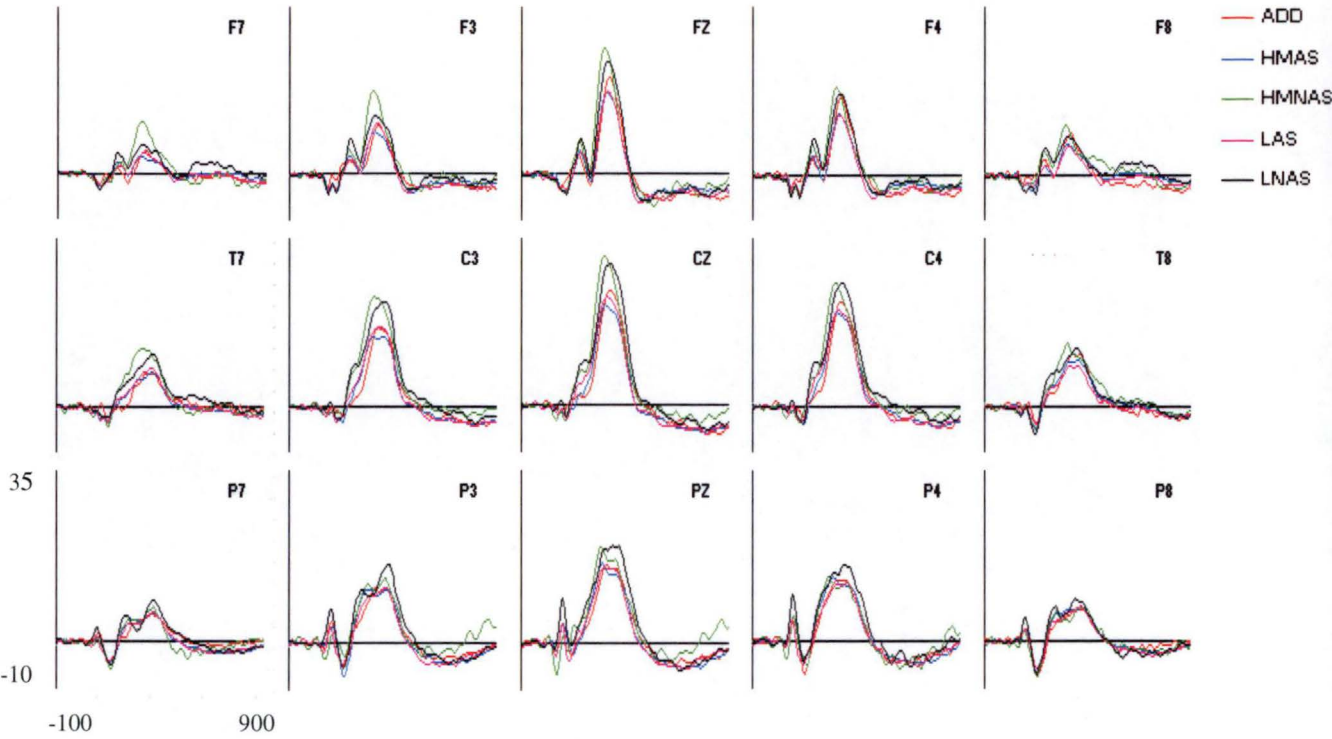 F7
F3
FZ
F4
F8
ADD
HMAS
HMNAS
LAS
LNAS
T7
C3
CZ
C4
T8
35
P7
P3
PZ
P4
P8
-10
-100 900